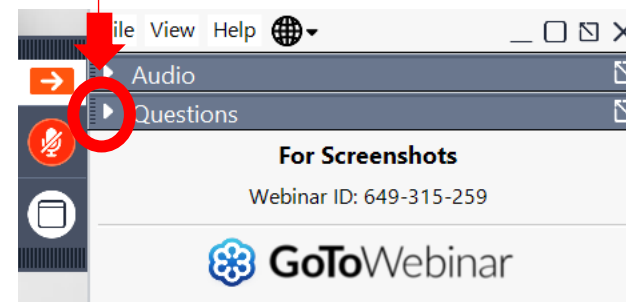 ile View Help
Audio
Questions
For Screenshots
Webinar ID: 649-315-259
GoToWebinar